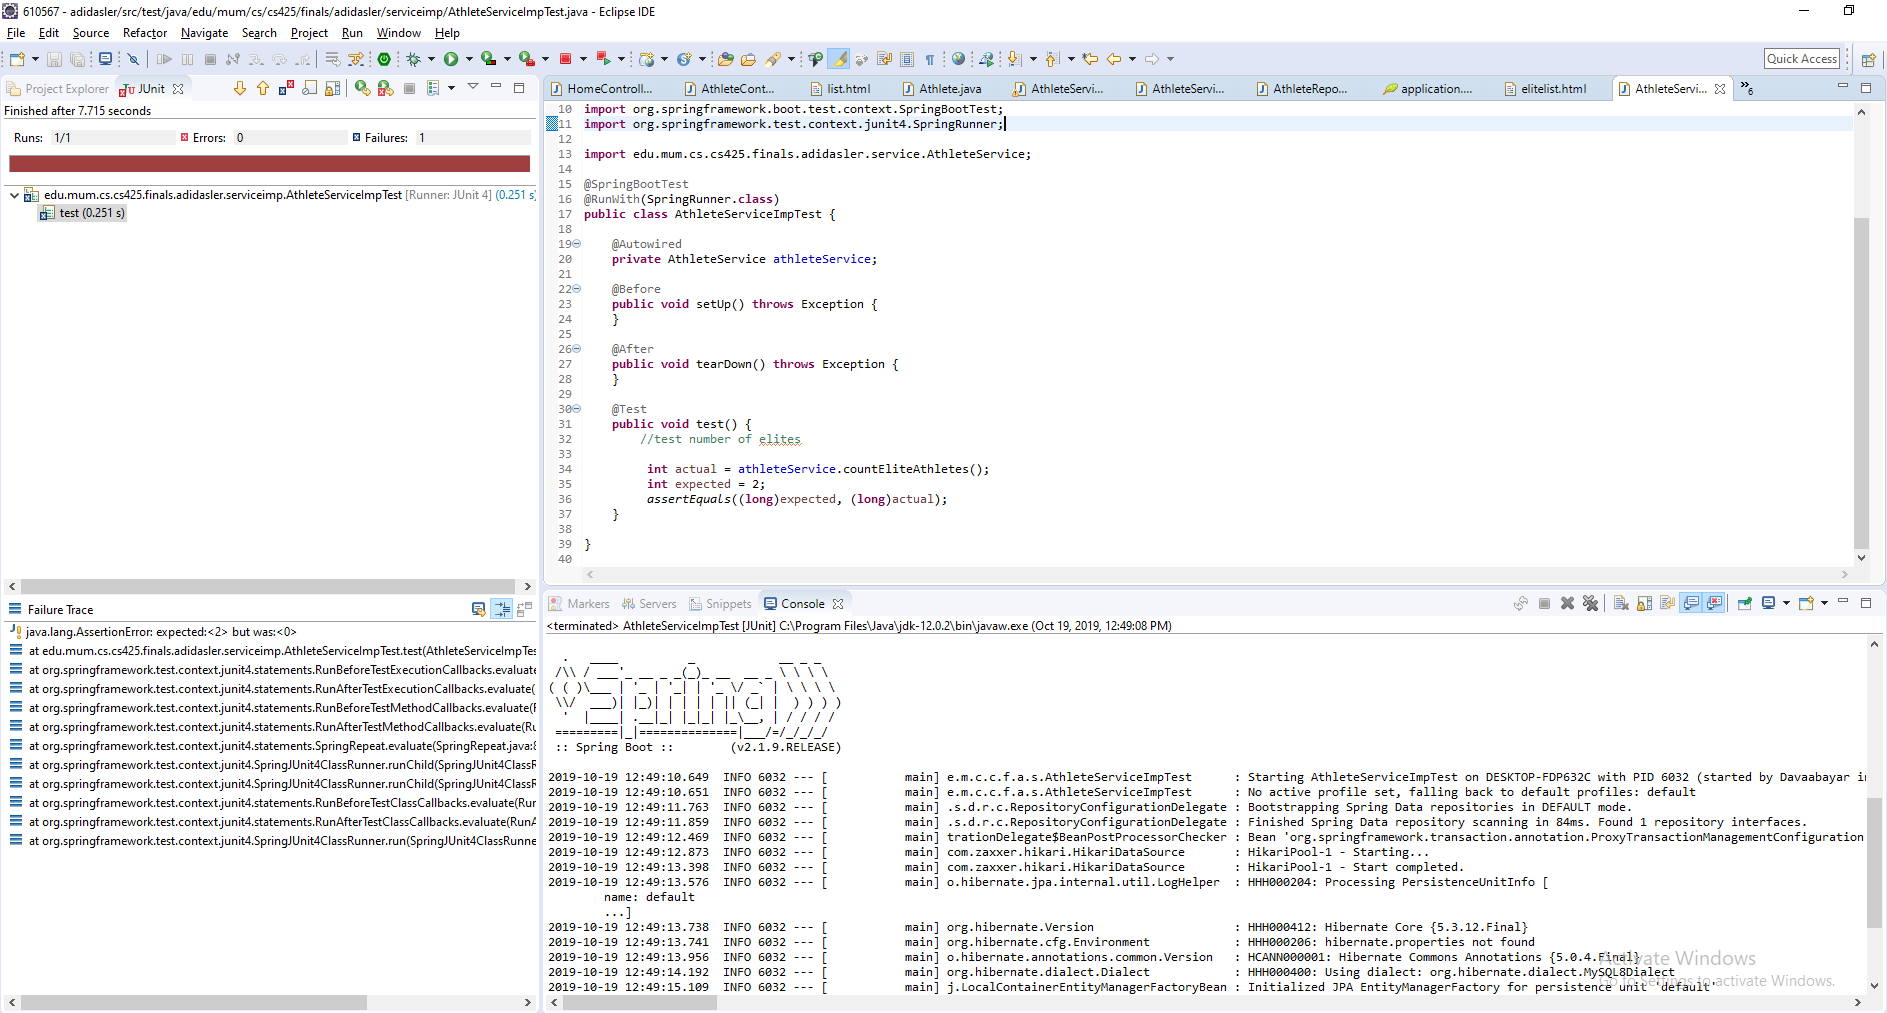 610567 - adidasler/src/test/java/edu/mum/cs/cs425/finals/adidasler/serviceimp/AthleteServiceImpTest.java - Eclipse IDE
File Edit Source Refactor Navigate Search Project Run Window Help
Quick Access
Project Explorer JUnit
Finished after 7.715 seconds
Runs: 1/1 Errors: 0 Failures: 1
edu.mum.cs.cs425.finals.adidasler.serviceimp.AthleteServiceImpTest [Runner: JUnit 4] (0.251 s)
test (0.251 s)
Failure Trace
java.lang.AssertionError: expected:<2> but was:<0>
at edu.mum.cs.cs425.finals.adidasler.serviceimp.AthleteServiceImpTest.test(AthleteServiceImpTe
at org.springframework.test.context.junit4.statements.RunBeforeTestExecutionCallbacks.evaluate
at org.springframework.test.context.junit4.statements.RunAfterTestExecutionCallbacks.evaluate(
at org.springframework.test.context.junit4.statements.RunBeforeTestMethodCallbacks.evaluate(
at org.springframework.test.context.junit4.statements.RunAfterTestMethodCallbacks.evaluate(Ru
at org.springframework.test.context.junit4.statements.SpringRepeat.evaluate(SpringRepeat.java:8
at org.springframework.test.context.junit4.SpringJUnit4ClassRunner.runChild(SpringJUnit4ClassR
at org.springframework.test.context.junit4.SpringJUnit4ClassRunner.runChild(SpringJUnit4ClassR
at org.springframework.test.context.junit4.statements.RunBeforeTestClassCallbacks.evaluate(Rur
at org.springframework.test.context.junit4.statements.RunAfterTestClassCallbacks.evaluate(RunA
at org.springframework.test.context.junit4.SpringJUnit4ClassRunner.run(SpringJUnit4ClassRunne
HomeControll... AthleteCont... list.html Athlete.java AthleteServi... AthleteServi... AthleteRepo... application.... elitelist.html AthleteServi... »6
10 import org.springframework.boot.test.context.SpringBootTest;
11 import org.springframework.test.context.junit4.SpringRunner;
12
13 import edu.mum.cs.cs425.finals.adidasler.service.AthleteService;
14
15 @SpringBootTest
16 @RunWith(SpringRunner.class)
17 public class AthleteServiceImpTest {
18
19 @Autowired
20 private AthleteService athleteService;
21
22 @Before
23 public void setUp() throws Exception {
24 }
25
26 @After
27 public void tearDown() throws Exception {
28 }
29
30 @Test
31 public void test() {
32 //test number of elites
33
34 int actual = athleteService.countEliteAthletes();
35 int expected = 2;
36 assertEquals((long)expected, (long)actual);
37 }
38
39 }
40
Markers Servers Snippets Console
<terminated> AthleteServiceImpTest [JUnit] C:\Program Files\Java\jdk-12.0.2\bin\javaw.exe (Oct 19, 2019, 12:49:08 PM)
Spring
:: Spring Boot :: (v2.1.9.RELEASE)
2019-10-19 12:49:10.649 INFO 6032 --- [ main] e.m.c.c.f.a.s.AthleteServiceImpTest : Starting AthleteServiceImpTest on DESKTOP-FDP632C with PID 6032 (started by Davaabayar i
2019-10-19 12:49:10.651 INFO 6032 --- [ main] e.m.c.c.f.a.s.AthleteServiceImpTest : No active profile set, falling back to default profiles: default
2019-10-19 12:49:11.763 INFO 6032 --- [ main] .s.d.r.c.RepositoryConfigurationDelegate : Bootstrapping Spring Data repositories in DEFAULT mode.
2019-10-19 12:49:11.859 INFO 6032 --- [ main] .s.d.r.c.RepositoryConfigurationDelegate : Finished Spring Data repository scanning in 84ms. Found 1 repository interfaces.
2019-10-19 12:49:12.469 INFO 6032 --- [ main] trationDelegate$BeanPostProcessorChecker : Bean 'org.springframework.transaction.annotation.ProxyTransactionManagementConfiguration
2019-10-19 12:49:12.873 INFO 6032 --- [ main] com.zaxxer.hikari.HikariDataSource : HikariPool-1 - Starting...
2019-10-19 12:49:13.398 INFO 6032 --- [ main] com.zaxxer.hikari.HikariDataSource : HikariPool-1 - Start completed.
2019-10-19 12:49:13.576 INFO 6032 --- [ main] o.hibernate.jpa.internal.util.LogHelper : HHH000204: Processing PersistenceUnitInfo [
name: default
...]
2019-10-19 12:49:13.738 INFO 6032 --- [ main] org.hibernate.Version : HHH000412: Hibernate Core {5.3.12.Final}
2019-10-19 12:49:13.741 INFO 6032 --- [ main] org.hibernate.cfg.Environment : HHH000206: hibernate.properties not found
2019-10-19 12:49:13.956 INFO 6032 --- [ main] o.hibernate.annotations.common.Version : HCANN000001: Hibernate Commons Annotations {5.0.4.Final}
2019-10-19 12:49:14.192 INFO 6032 --- [ main] org.hibernate.dialect.Dialect : HHH000400: Using dialect: org.hibernate.dialect.MySQL8Dialect
2019-10-19 12:49:15.109 INFO 6032 --- [ main] j.LocalContainerEntityManagerFactoryBean : Initialized JPA EntityManagerFactory for persistence unit 'default'
Activate Windows
Go to Settings to activate Windows.